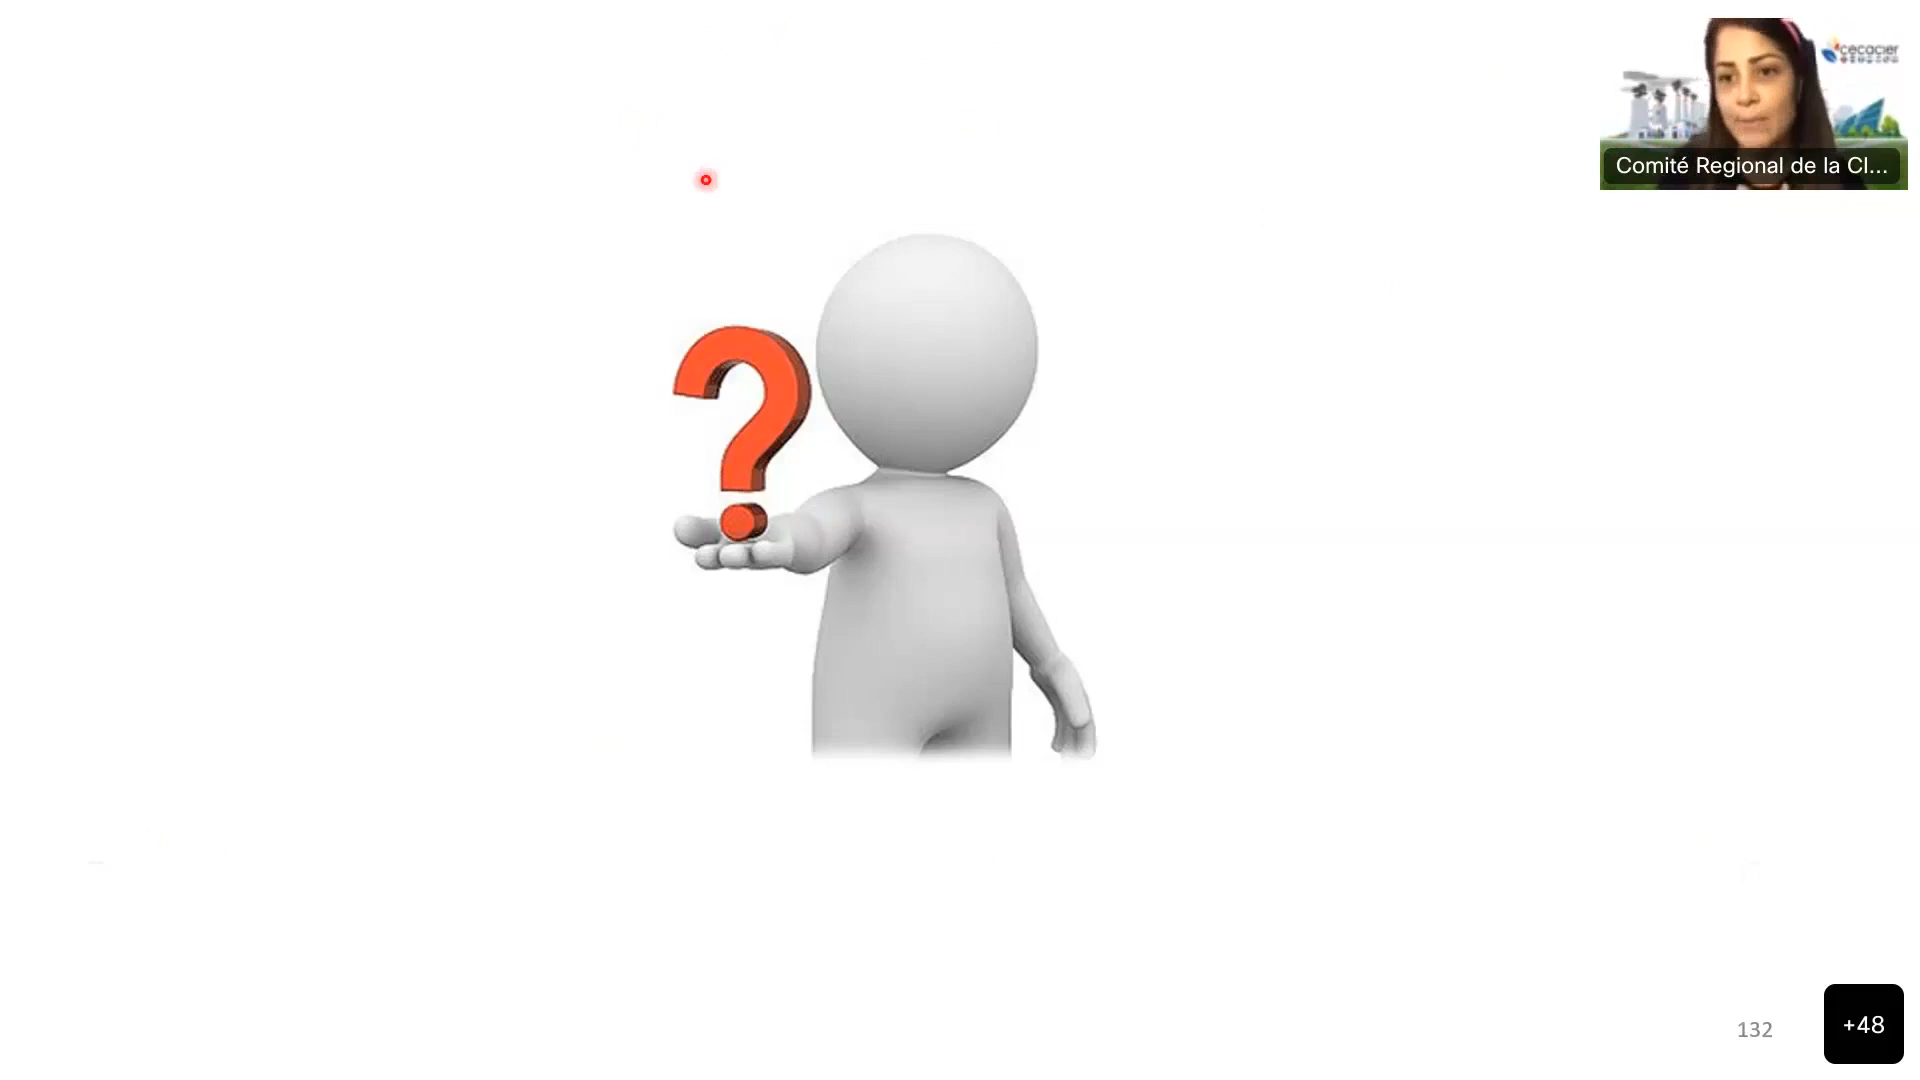 cecacier
Comité Regional de la Cl...
132
+48